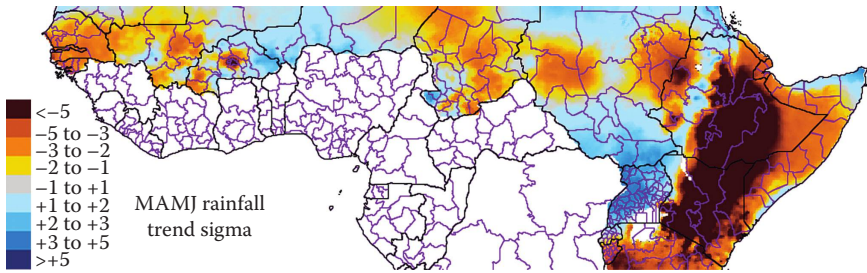 <−5
−5 to −3
−3 to −2
−2 to −1
−1 to +1
+1 to +2
+2 to +3
+3 to +5
>+5
MAMJ rainfall
trend sigma